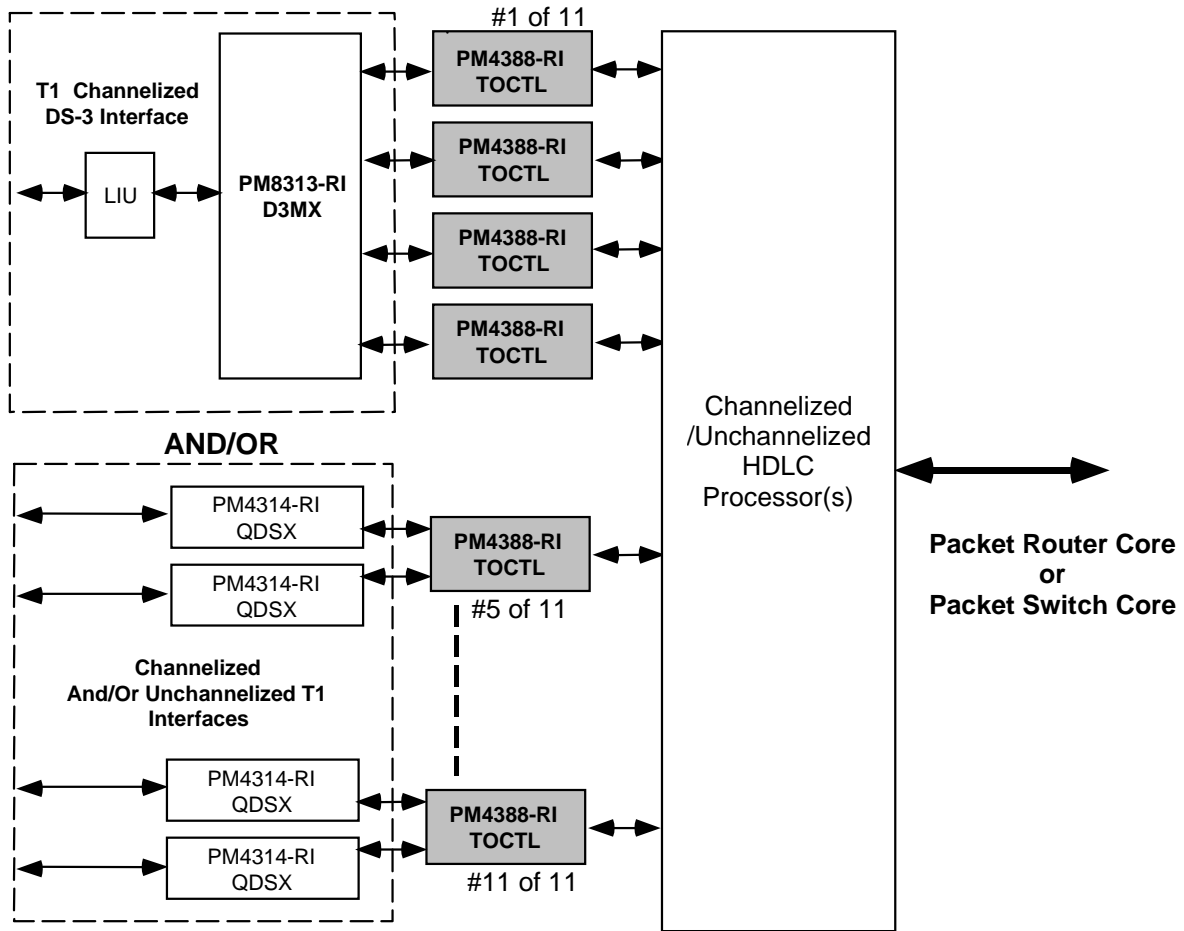 #1 of 11
T1 Channelized
DS-3 Interface
LIU
PM8313-RI
D3MX
PM4388-RI
TOCTL
PM4388-RI
TOCTL
PM4388-RI
TOCTL
PM4388-RI
TOCTL
Channelized
/Unchannelized
HDLC
Processor(s)
AND/OR
PM4314-RI
QDSX
PM4314-RI
QDSX
PM4388-RI
TOCTL
#5 of 11
Packet Router Core
or
Packet Switch Core
Channelized
And/Or Unchannelized T1
Interfaces
PM4314-RI
QDSX
PM4314-RI
QDSX
PM4388-RI
TOCTL
#11 of 11